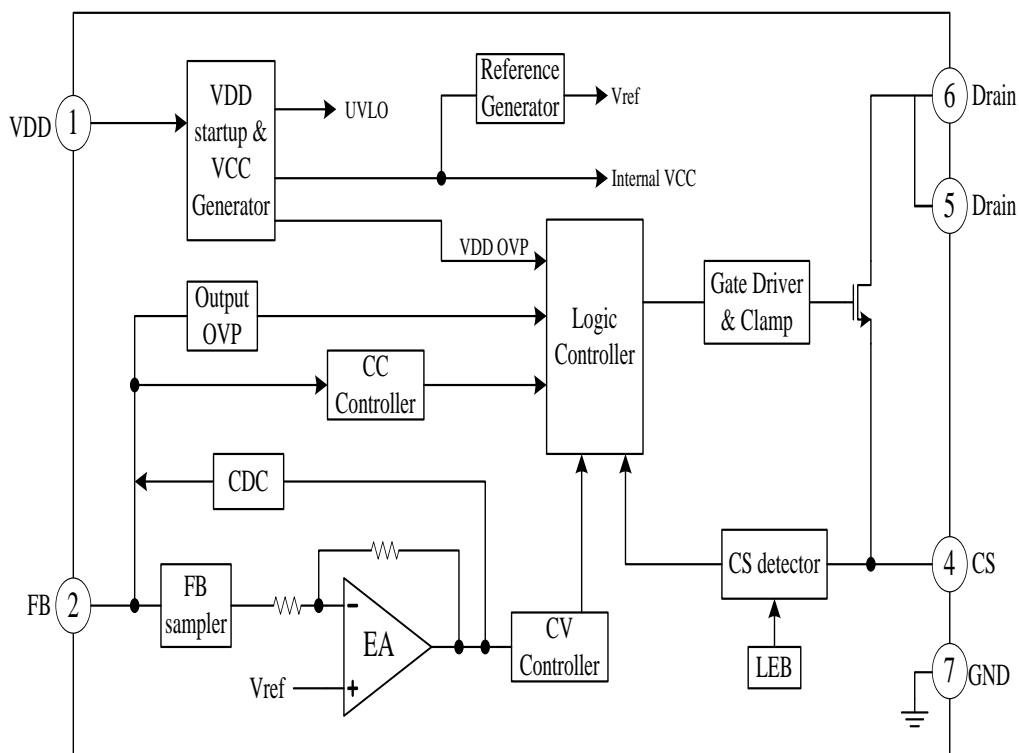 VDD
1
VDD
startup &
VCC
Generator
UVLO
Reference
Generator
Vref
Internal VCC
6
Drain
5
Drain
VDD OVP
Output
OVP
CC
Controller
Logic
Controller
Gate Driver
& Clamp
CDC
FB
2
FB
sampler
EA
-
+
Vref
CV
Controller
CS detector
LEB
4
CS
7
GND